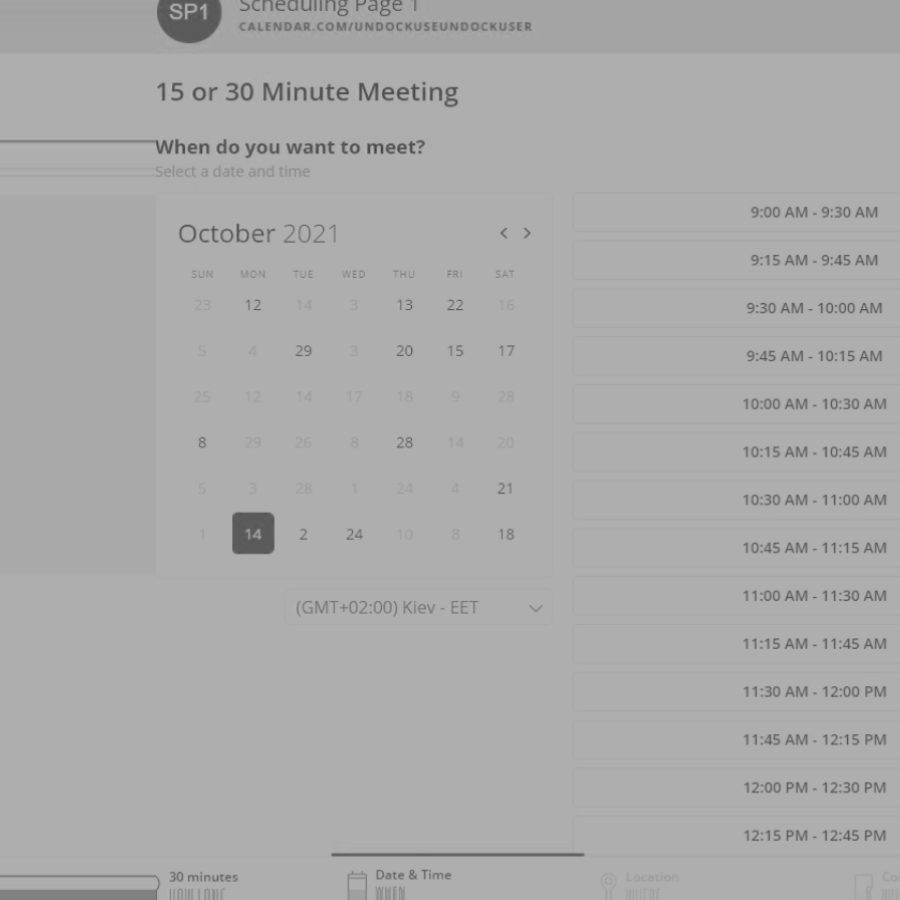 SP1
Scheduling Page 1
CALENDAR.COM/UNDOCKUSEUNDOCKUSER
15 or 30 Minute Meeting
When do you want to meet?
Select a date and time
October 2021 < >
SUN MON TUE WED THU FRI SAT
23 12 14 3 13 22 16
5 4 29 3 20 15 17
25 12 14 17 18 9 28
8 29 26 8 28 14 20
5 3 28 1 24 4 21
1 14 2 24 10 8 18
(GMT+02:00) Kiev - EET
9:00 AM - 9:30 AM
9:15 AM - 9:45 AM
9:30 AM - 10:00 AM
9:45 AM - 10:15 AM
10:00 AM - 10:30 AM
10:15 AM - 10:45 AM
10:30 AM - 11:00 AM
10:45 AM - 11:15 AM
11:00 AM - 11:30 AM
11:15 AM - 11:45 AM
11:30 AM - 12:00 PM
11:45 AM - 12:15 PM
12:00 PM - 12:30 PM
12:15 PM - 12:45 PM
30 minutes
HOW LONG
Date & Time
WHEN
Location
WHERE